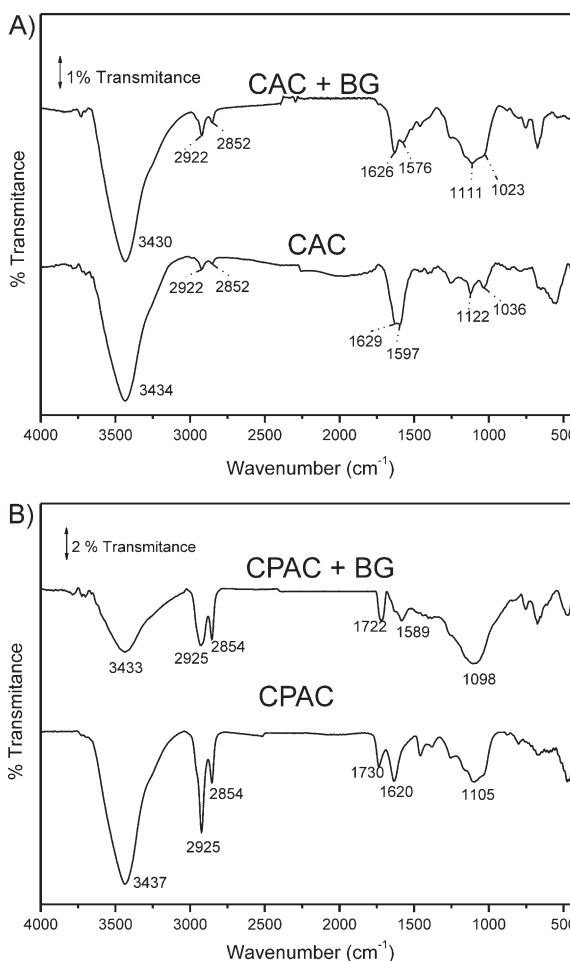 A)
1% Transmitance
CAC + BG
2922
2852
1626
1576
1111
1023
3430
CAC
2922
2852
1629
1597
1122
1036
3434
% Transmitance
4000 3500 3000 2500 2000 1500 1000 500
Wavenumber (cm⁻¹)
B)
2 % Transmitance
CPAC + BG
3433
2925
2854
1722
1589
1098
CPAC
2925
2854
1730
1620
1105
3437
% Transmitance
4000 3500 3000 2500 2000 1500 1000 50
Wavenumber (cm⁻¹)